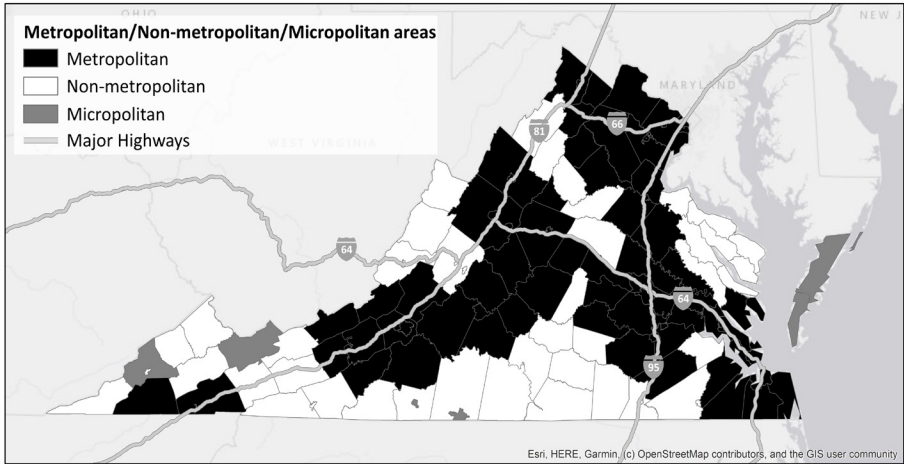 OHIO
NEW J
Metropolitan/Non-metropolitan/Micropolitan areas
Metropolitan
Non-metropolitan
Micropolitan
Major Highways
MARYLAND
WEST VIRGINIA
81
66
64
64
95
Esri, HERE, Garmin, (c) OpenStreetMap contributors, and the GIS user community